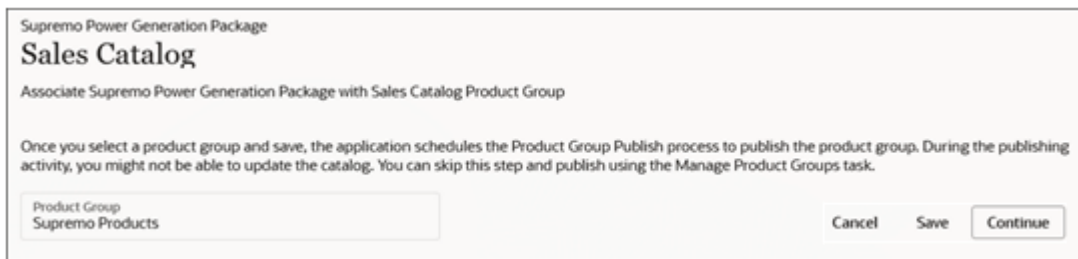 Supremo Power Generation Package
Sales Catalog
Associate Supremo Power Generation Package with Sales Catalog Product Group
Once you select a product group and save, the application schedules the Product Group Publish process to publish the product group. During the publishing
activity, you might not be able to update the catalog. You can skip this step and publish using the Manage Product Groups task.
Product Group
Supremo Products
Cancel Save Continue